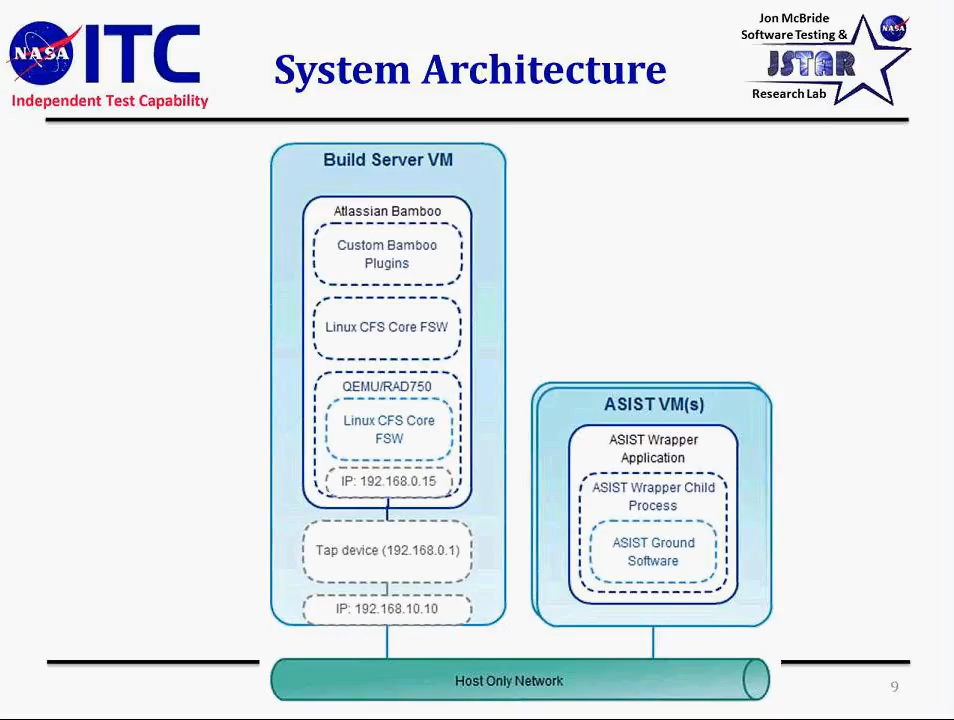 NASA
ITC
Independent Test Capability
System Architecture
Jon McBride
Software Testing &
NASA
JSTAR
Research Lab
Build Server VM
Atlassian Bamboo
Custom Bamboo
Plugins
Linux CFS Core FSW
QEMU/RAD750
Linux CFS Core
FSW
IP: 192.168.0.15
Tap device (192.168.0.1)
IP: 192.168.10.10
ASIST VM(s)
ASIST Wrapper
Application
ASIST Wrapper Child
Process
ASIST Ground
Software
Host Only Network
9